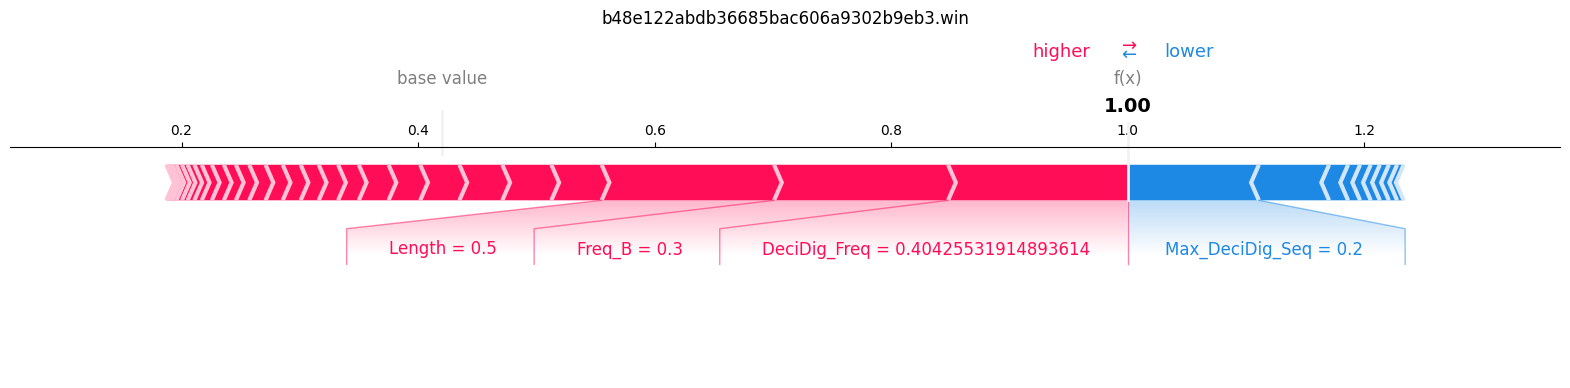 b48e122abdb36685bac606a9302b9eb3.win
higher ⇄ lower
base value
f(x)
1.00
0.2 0.4 0.6 0.8 1.0 1.2
Length = 0.5 Freq_B = 0.3 DeciDig_Freq = 0.40425531914893614 Max_DeciDig_Seq = 0.2